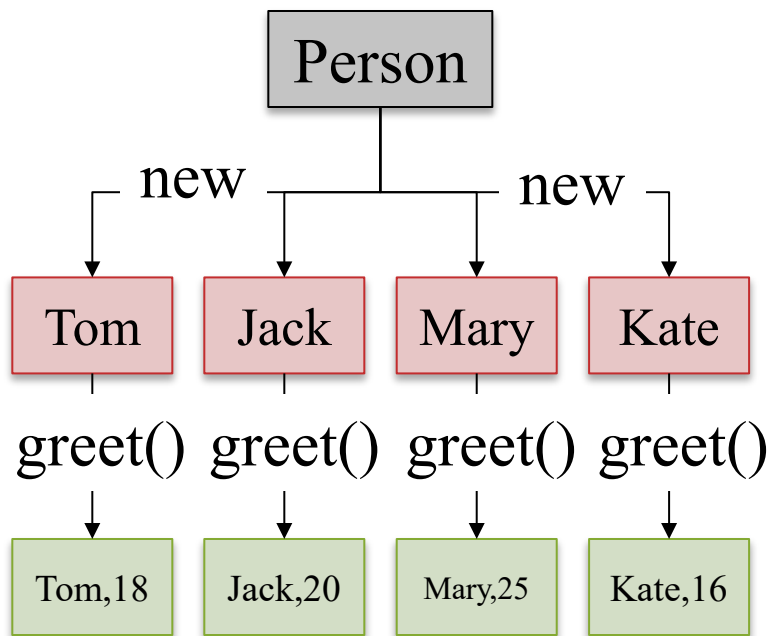 Person
new new
Tom Jack Mary Kate
greet() greet() greet() greet()
Tom,18 Jack,20 Mary,25 Kate,16